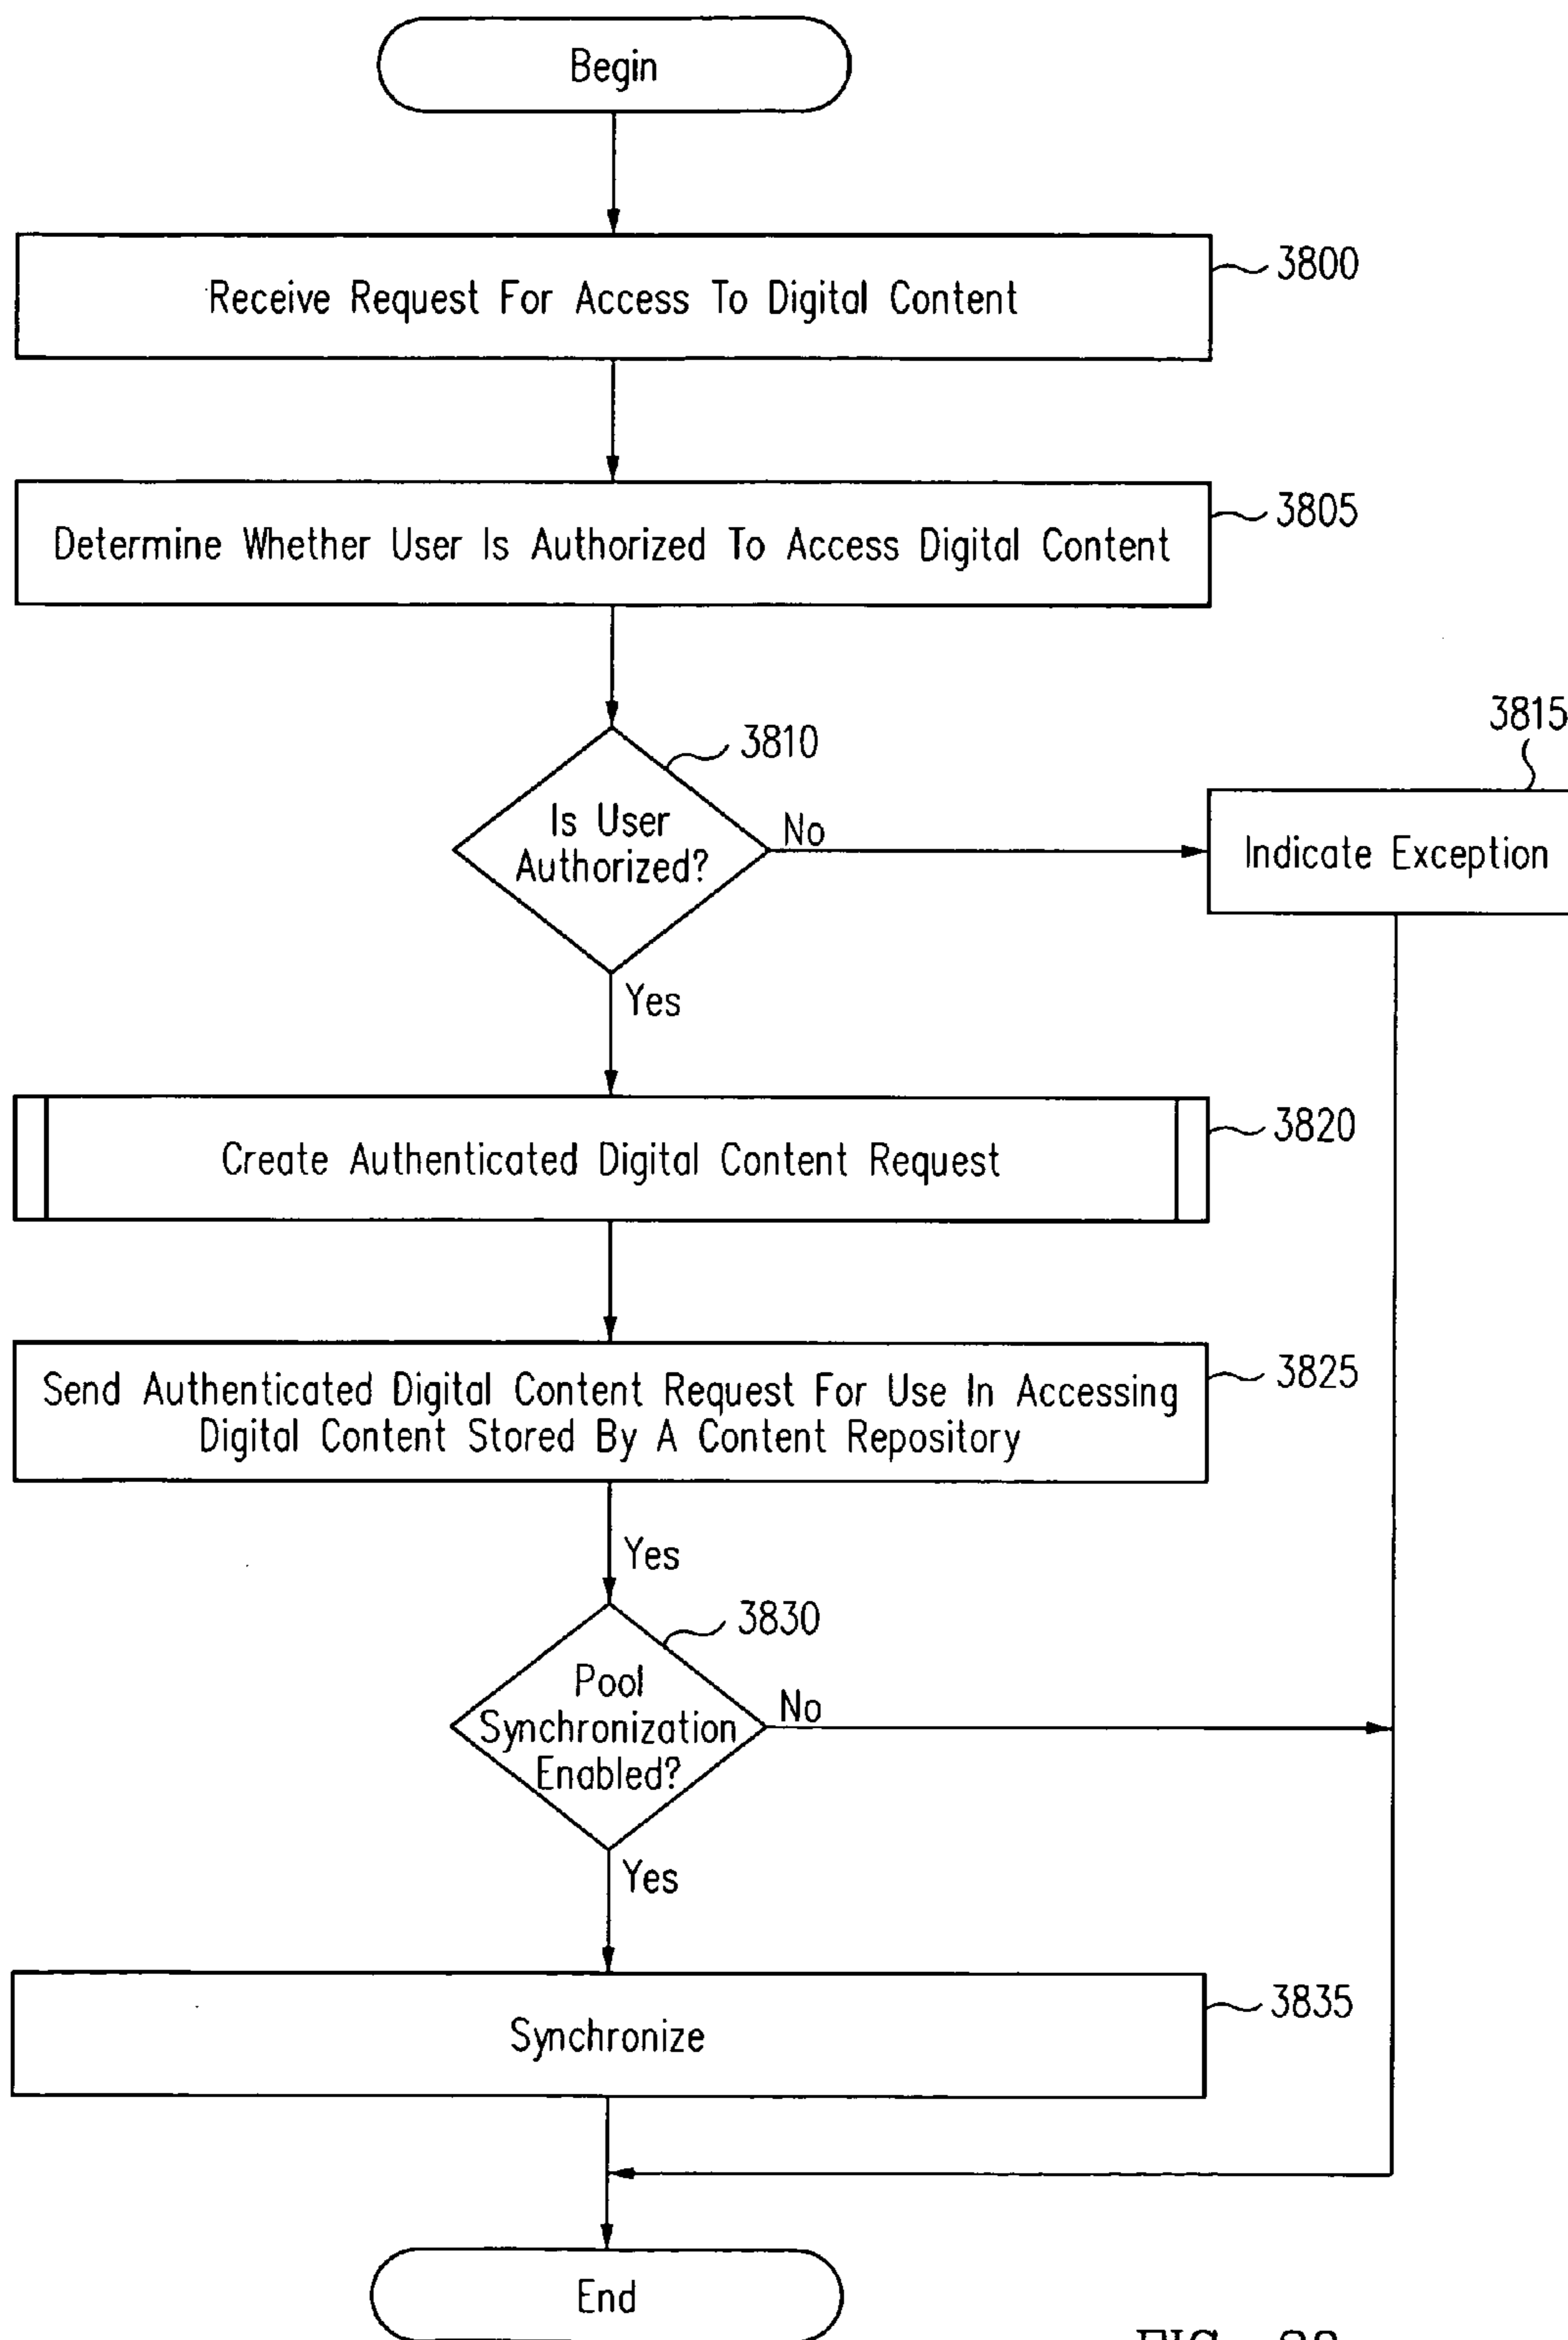 Begin
Receive Request For Access To Digital Content
3800
Determine Whether User Is Authorized To Access Digital Content
3805
3810
Is User
Authorized?
No
3815
Indicate Exception
Yes
Create Authenticated Digital Content Request
3820
Send Authenticated Digital Content Request For Use In Accessing
Digital Content Stored By A Content Repository
3825
Yes
3830
Pool
Synchronization
Enabled?
No
Yes
Synchronize
3835
End
FIG.